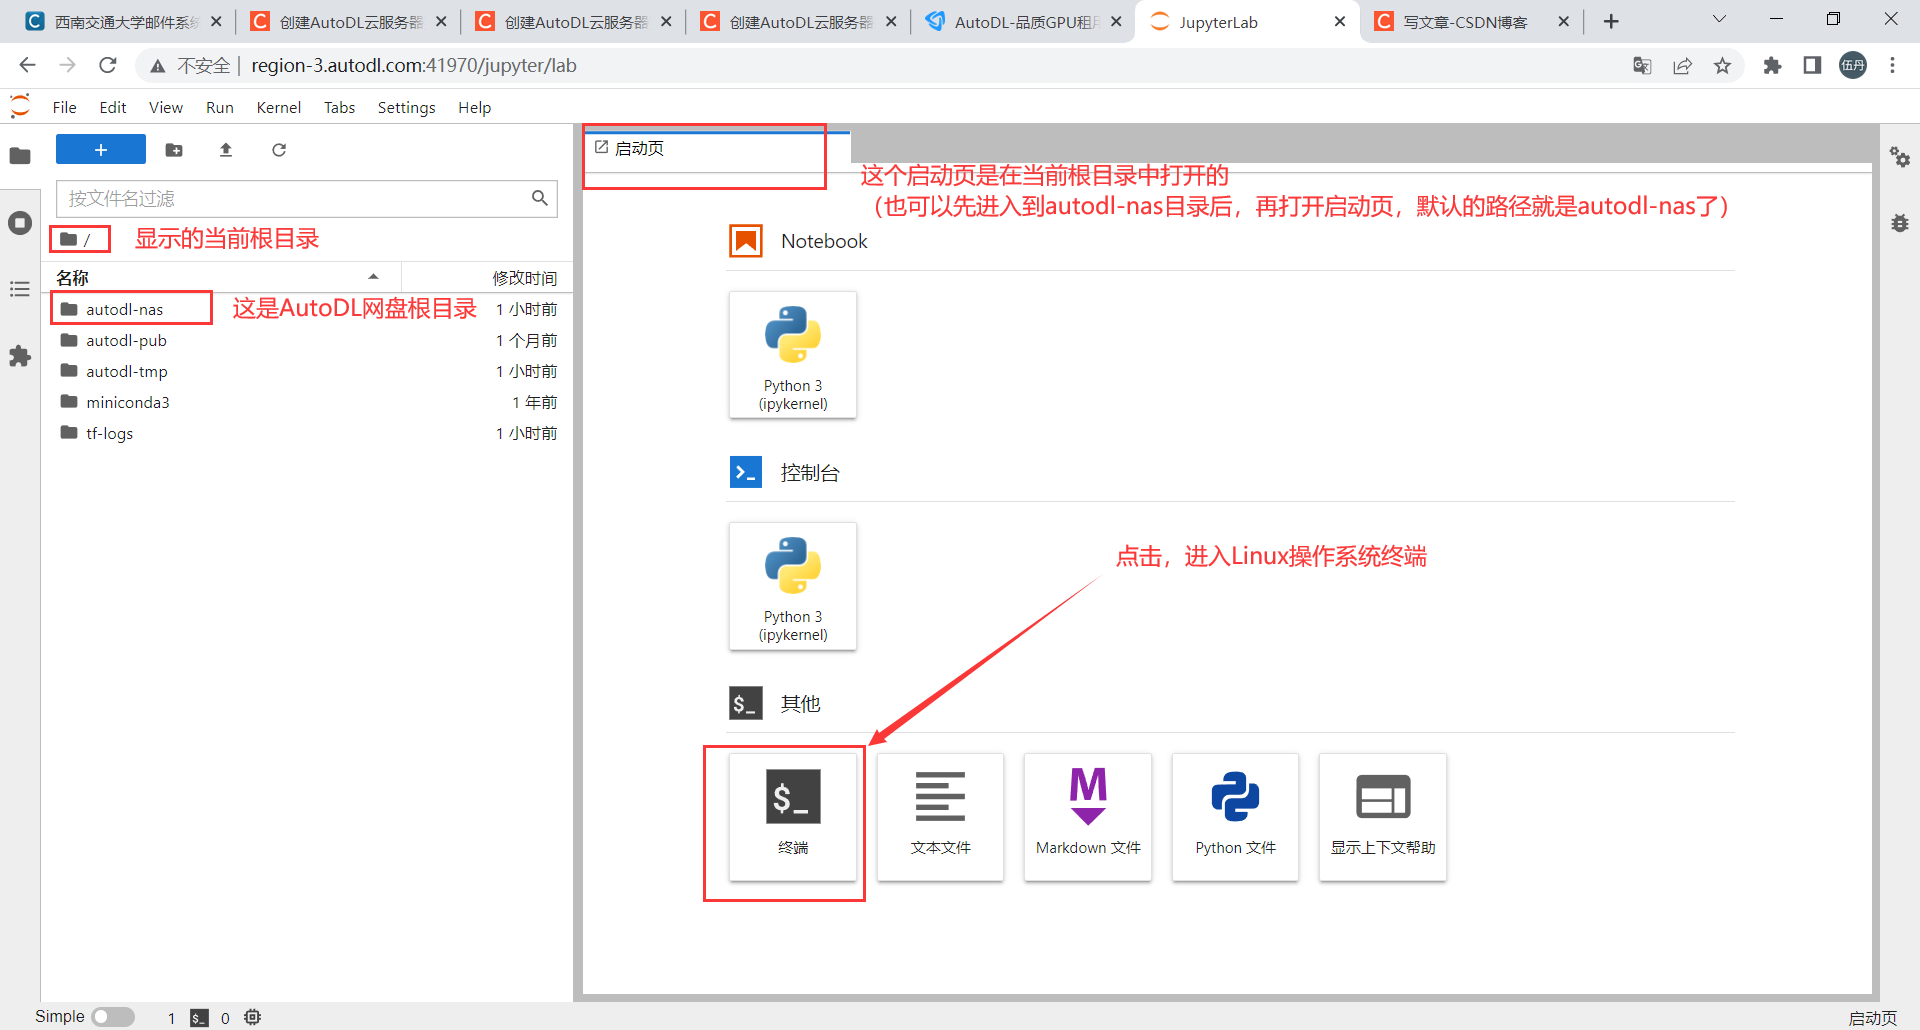 西南交通大学邮件系统
创建AutoDL云服务器
创建AutoDL云服务器
创建AutoDL云服务器
AutoDL-品质GPU租用
JupyterLab
写文章-CSDN博客
不安全 | region-3.autodl.com:41970/jupyter/lab
伍丹
File Edit View Run Kernel Tabs Settings Help
启动页
这个启动页是在当前根目录中打开的
（也可以先进入到autodl-nas目录后，再打开启动页，默认的路径就是autodl-nas了）
按文件名过滤
/
显示的当前根目录
名称 修改时间
autodl-nas 这是AutoDL网盘根目录 1 小时前
autodl-pub 1 个月前
autodl-tmp 1 小时前
miniconda3 1 年前
tf-logs 1 小时前
Notebook
Python 3
(ipykernel)
控制台
Python 3
(ipykernel)
点击，进入Linux操作系统终端
$_ 其他
$_
终端
文本文件
M
Markdown 文件
Python 文件
显示上下文帮助
Simple 1 $_ 0 启动页